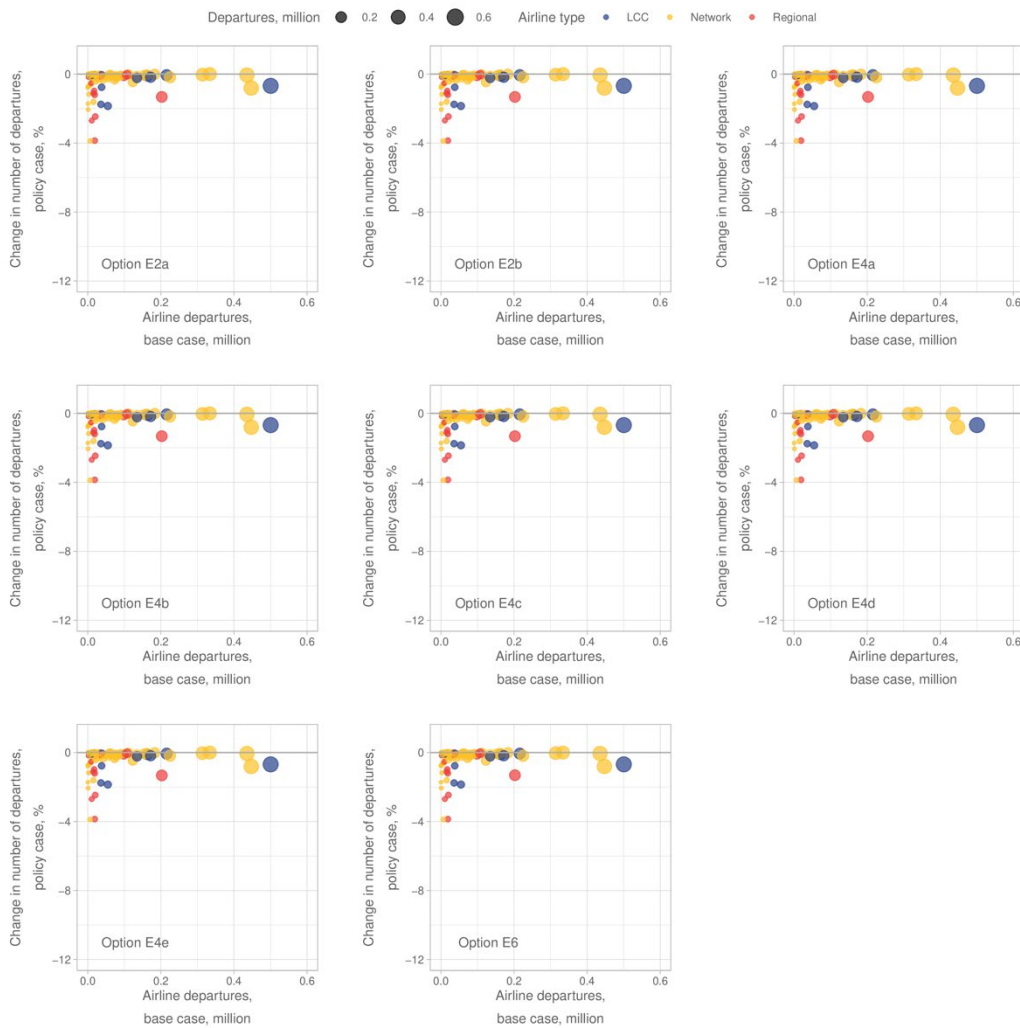 Departures, million 0.2 0.4 0.6 Airline type LCC Network Regional
Change in number of departures,
policy case, %
0
−4
−8
−12
Option E2a
0.0 0.2 0.4 0.6
Airline departures,
base case, million
Change in number of departures,
policy case, %
0
−4
−8
−12
Option E2b
0.0 0.2 0.4 0.6
Airline departures,
base case, million
Change in number of departures,
policy case, %
0
−4
−8
−12
Option E4a
0.0 0.2 0.4 0.6
Airline departures,
base case, million
Change in number of departures,
policy case, %
0
−4
−8
−12
Option E4b
0.0 0.2 0.4 0.6
Airline departures,
base case, million
Change in number of departures,
policy case, %
0
−4
−8
−12
Option E4c
0.0 0.2 0.4 0.6
Airline departures,
base case, million
Change in number of departures,
policy case, %
0
−4
−8
−12
Option E4d
0.0 0.2 0.4 0.6
Airline departures,
base case, million
Change in number of departures,
policy case, %
0
−4
−8
−12
Option E4e
0.0 0.2 0.4 0.6
Airline departures,
base case, million
Change in number of departures,
policy case, %
0
−4
−8
−12
Option E6
0.0 0.2 0.4 0.6
Airline departures,
base case, million